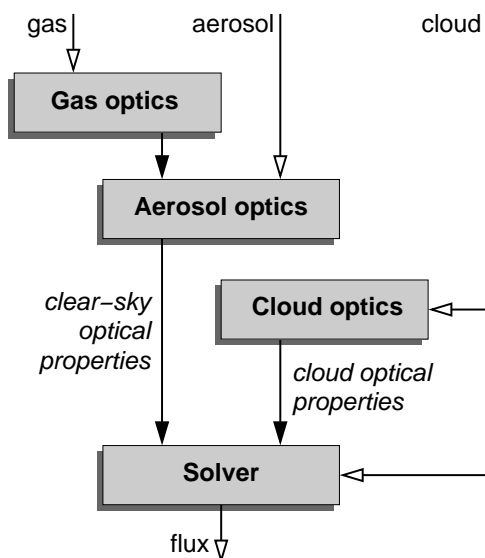 gas
aerosol
cloud
Gas optics
Aerosol optics
clear−sky
optical
properties
Cloud optics
cloud optical
properties
Solver
flux